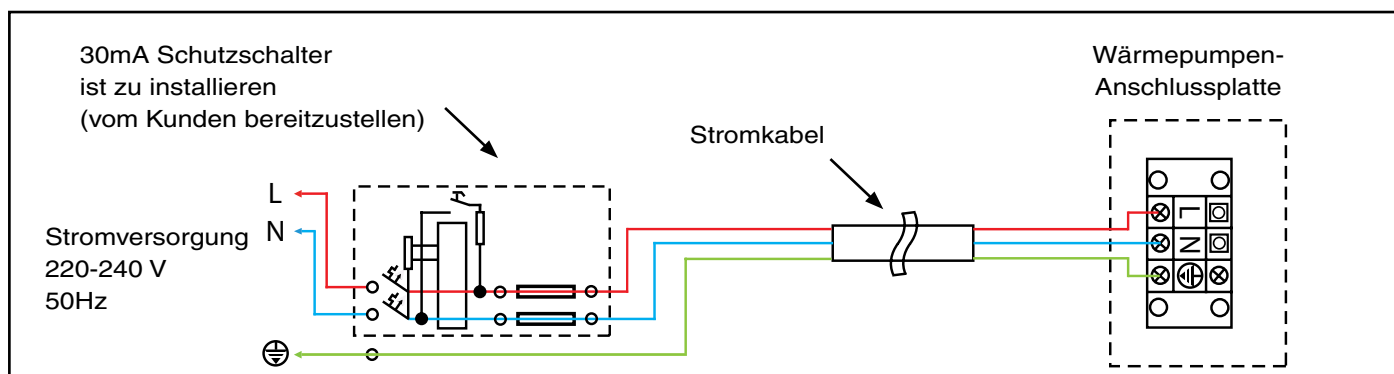 30mA Schutzschalter
ist zu installieren
(vom Kunden bereitzustellen)
Wärmepumpen-
Anschlussplatte
Stromkabel
L
N
Stromversorgung
220-240 V
50Hz
L
N